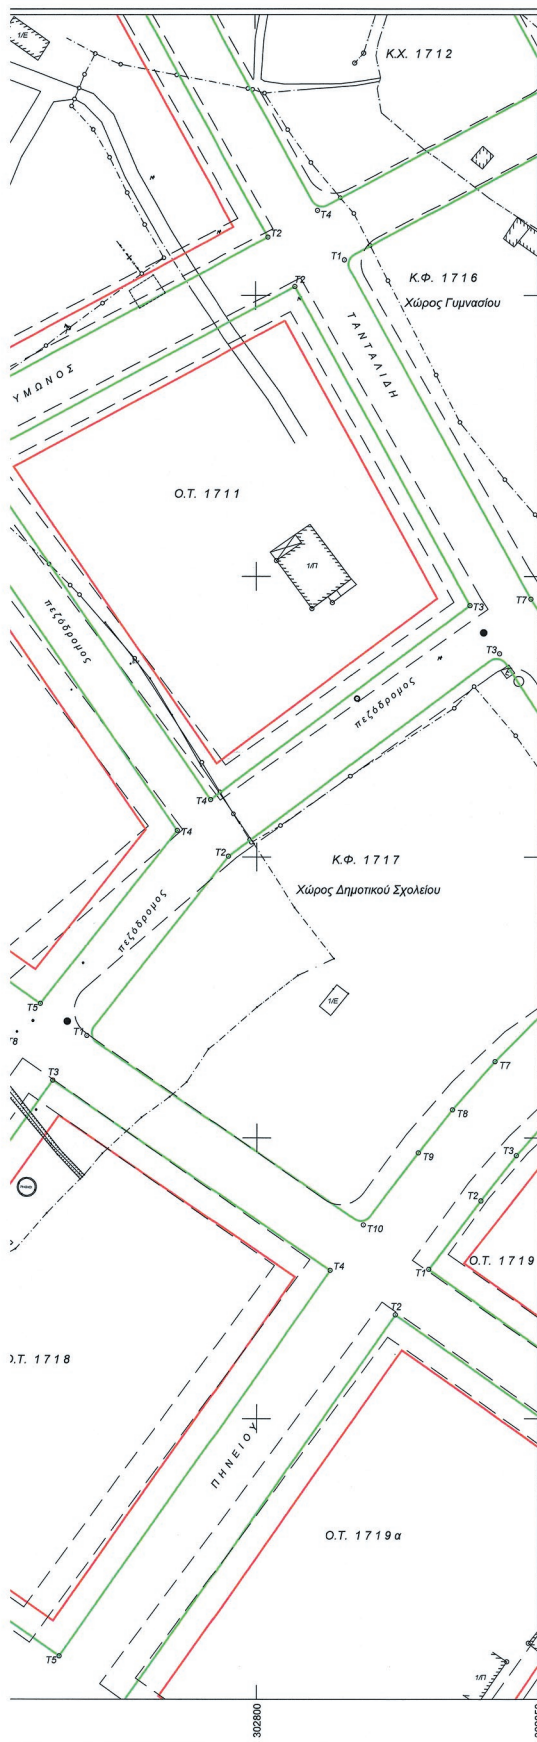 1/Ε
Κ.Χ. 1712
Τ4
Τ2
Τ1
Κ.Φ. 1716
Χώρος Γυμνασίου
Τ2
ΤΑΝΤΑΛΙΔΗ
ΥΜΩΝΟΣ
Ο.Τ. 1711
1/Π
Τ3
Τ7
πεζόδρομος
Τ3
πεζόδρομος
Τ4
Τ4
Τ2
Κ.Φ. 1717
Χώρος Δημοτικού Σχολείου
πεζόδρομος
1/Ε
Τ5
Τ1
Τ8
Τ3
Τ7
Τ8
Τ9
Τ3
Τ2
Τ10
Τ4
Τ1
Ο.Τ. 1719
Τ2
Ο.Τ. 1718
ΠΗΝΕΙΟΥ
Ο.Τ. 1719α
Τ5
1/Π
302800